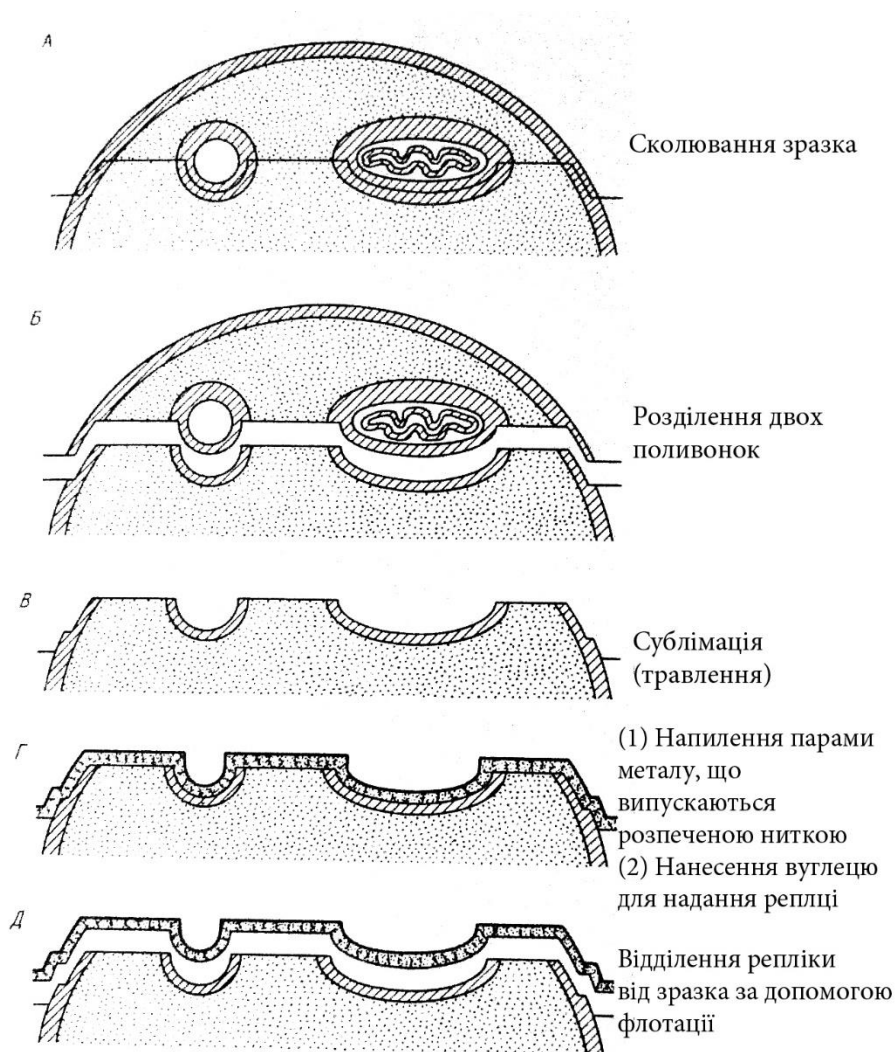 А
Сколювання зразка
Б
Розділення двох
поливонок
В
Сублімація
(травлення)
Г
(1) Напилення парами
металу, що
випускаються
розпеченою ниткою
(2) Нанесення вуглецю
для надання реплці
Д
Відділення репліки
від зразка за допомогою
флотації